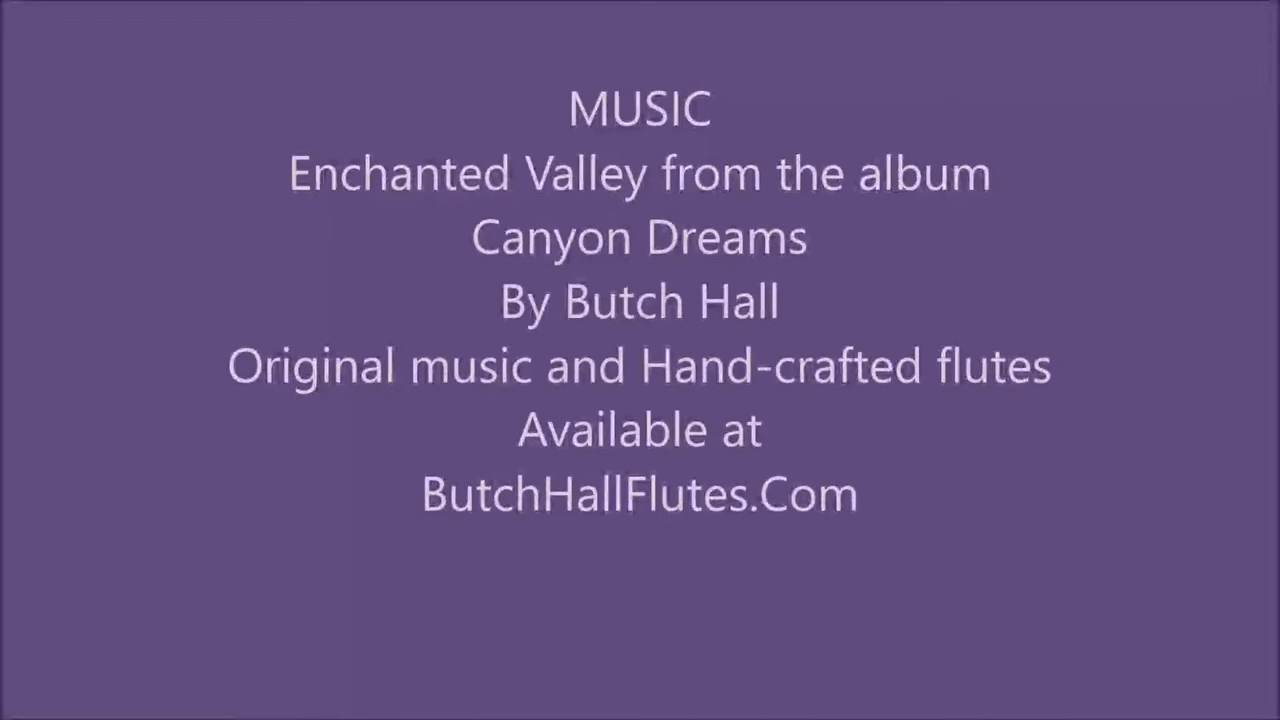 MUSIC
Enchanted Valley from the album
Canyon Dreams
By Butch Hall
Original music and Hand-crafted flutes
Available at
ButchHallFlutes.Com